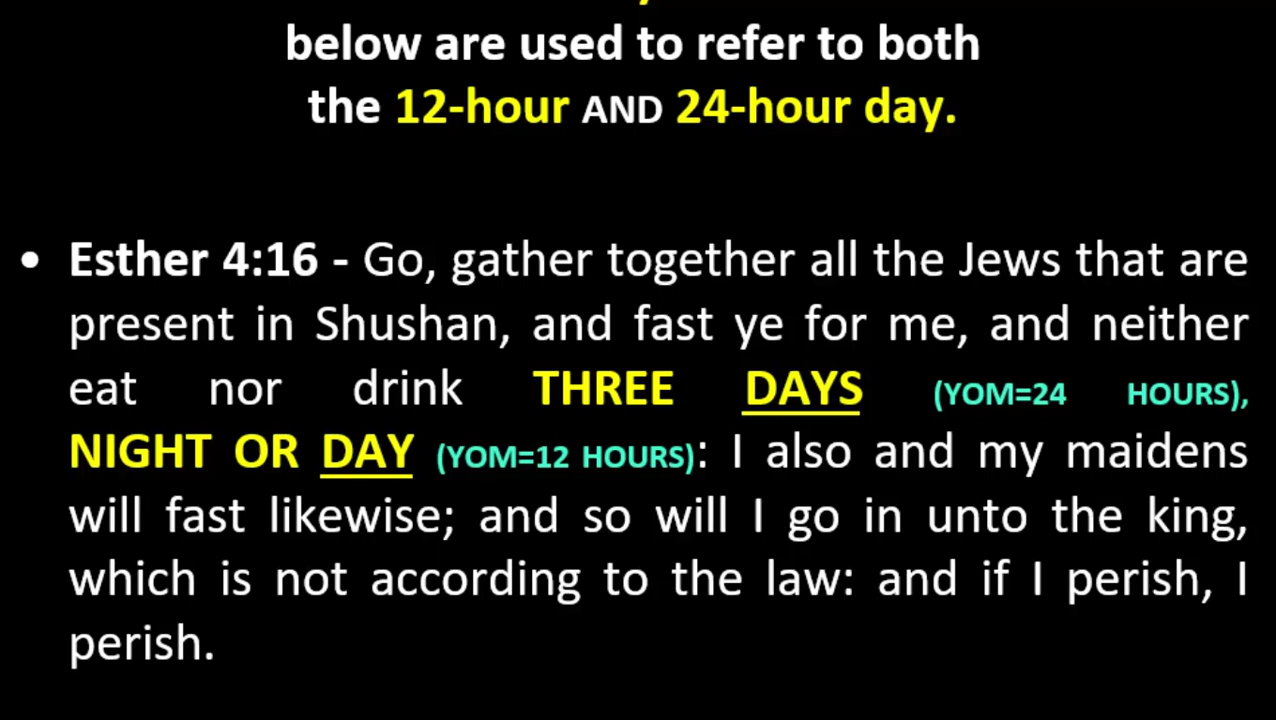 below are used to refer to both
the 12-hour AND 24-hour day.
• Esther 4:16 - Go, gather together all the Jews that are
present in Shushan, and fast ye for me, and neither
eat nor drink THREE DAYS (YOM=24 HOURS),
NIGHT OR DAY (YOM=12 HOURS): I also and my maidens
will fast likewise; and so will I go in unto the king,
which is not according to the law: and if I perish, I
perish.